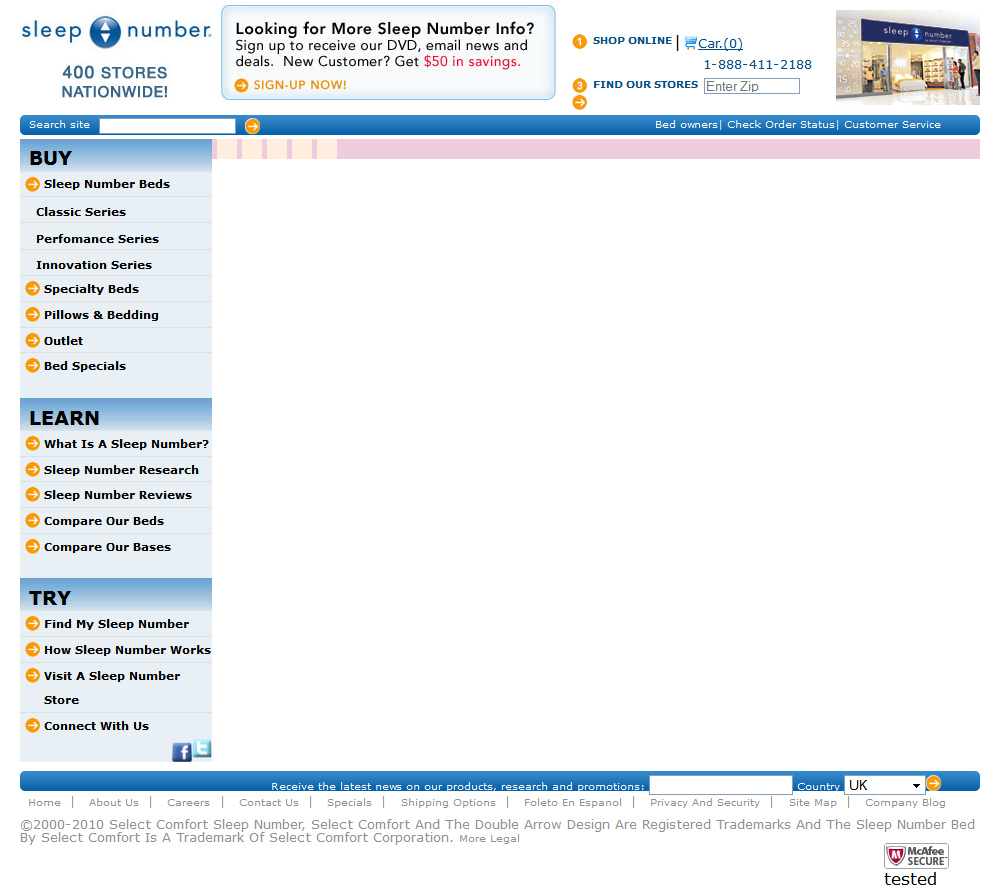 sleep number.
400 STORES
NATIONWIDE!
Looking for More Sleep Number Info?
Sign up to receive our DVD, email news and
deals. New Customer? Get $50 in savings.
SIGN-UP NOW!
1 SHOP ONLINE | Car.(0)
1-888-411-2188
3 FIND OUR STORES Enter Zip
sleep number
Search site
Bed owners| Check Order Status| Customer Service
BUY
Sleep Number Beds
Classic Series
Perfomance Series
Innovation Series
Specialty Beds
Pillows & Bedding
Outlet
Bed Specials
LEARN
What Is A Sleep Number?
Sleep Number Research
Sleep Number Reviews
Compare Our Beds
Compare Our Bases
TRY
Find My Sleep Number
How Sleep Number Works
Visit A Sleep Number
Store
Connect With Us
f t
Receive the latest news on our products, research and promotions: Country UK
Home | About Us | Careers | Contact Us | Specials | Shipping Options | Foleto En Espanol | Privacy And Security | Site Map | Company Blog
©2000-2010 Select Comfort Sleep Number, Select Comfort And The Double Arrow Design Are Registered Trademarks And The Sleep Number Bed
By Select Comfort Is A Trademark Of Select Comfort Corporation. More Legal
McAfee
SECURE
tested